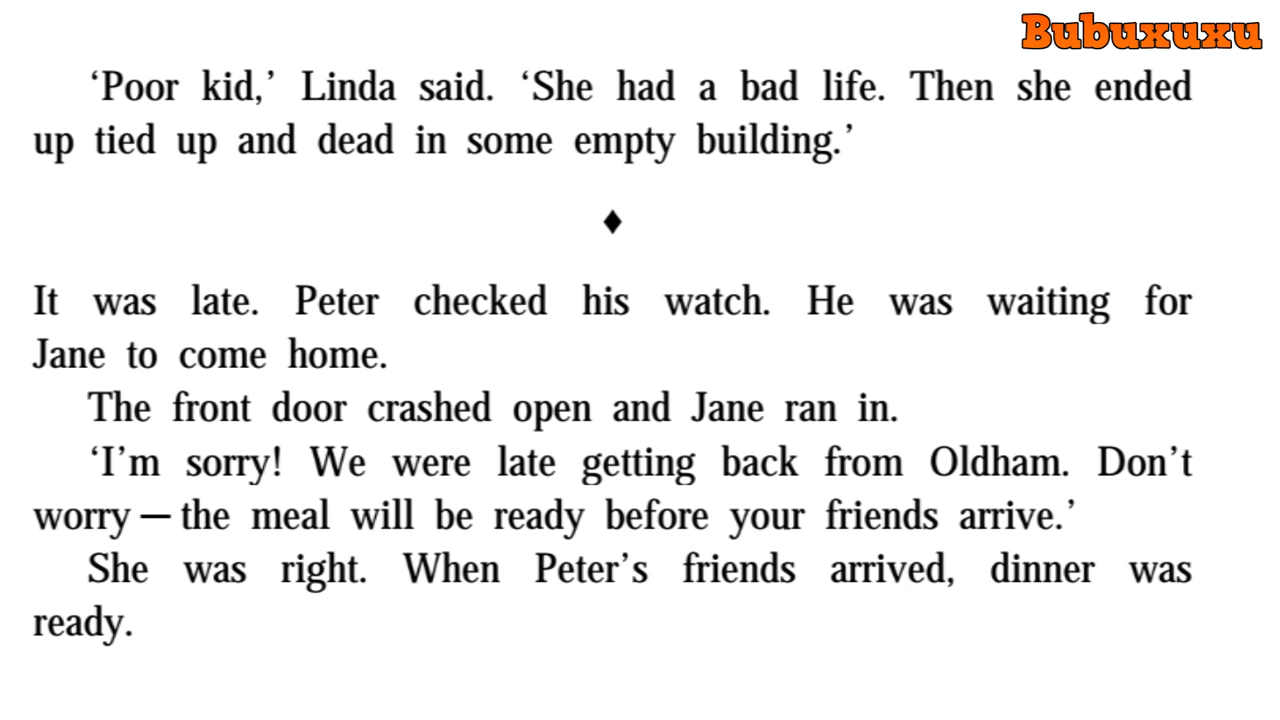 Bubuxuxu
‘Poor kid,’ Linda said. ‘She had a bad life. Then she ended
up tied up and dead in some empty building.’
♦
It was late. Peter checked his watch. He was waiting for
Jane to come home.
The front door crashed open and Jane ran in.
‘I’m sorry! We were late getting back from Oldham. Don’t
worry — the meal will be ready before your friends arrive.’
She was right. When Peter’s friends arrived, dinner was
ready.